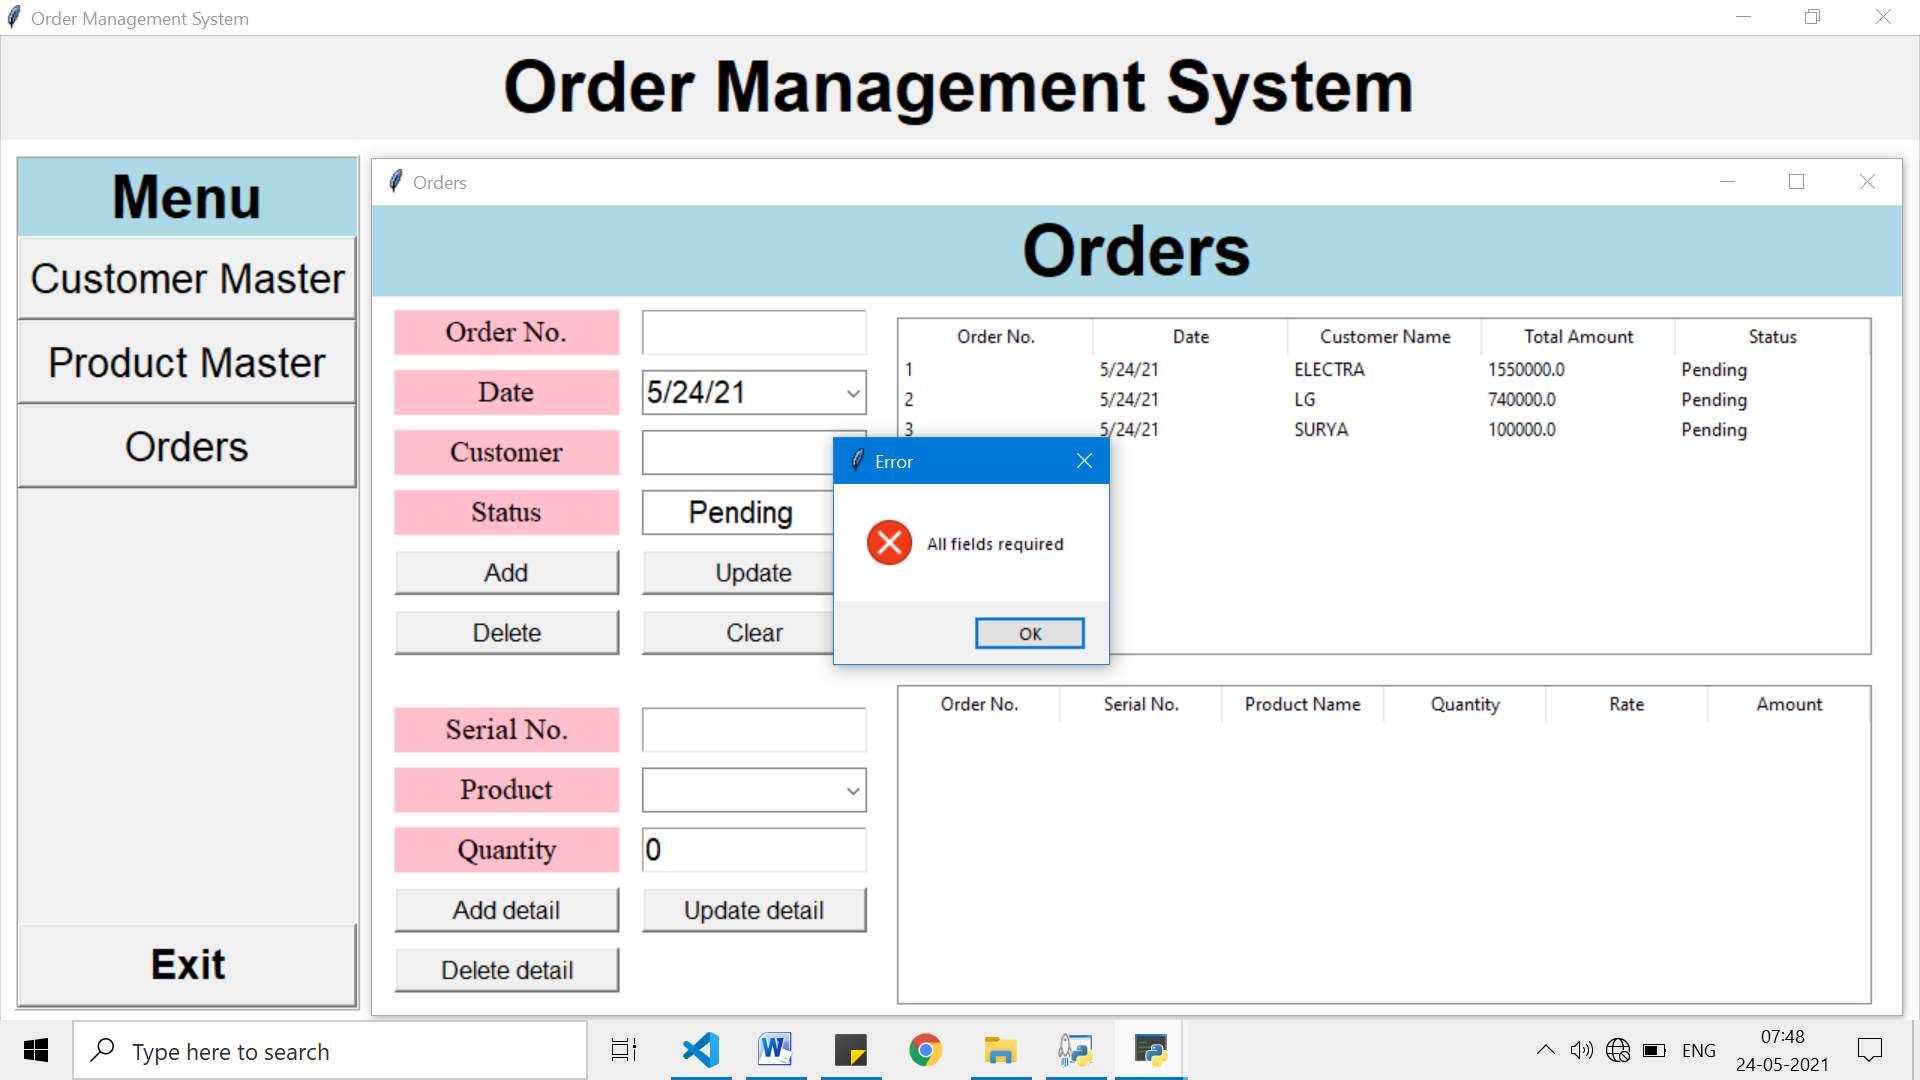 Order Management System
Order Management System
Menu
Customer Master
Product Master
Orders
Exit
Orders
Orders
Order No.
Date 5/24/21
Customer
Status Pending
Add Update
Delete Clear
Serial No.
Product
Quantity 0
Add detail Update detail
Delete detail
Order No. Date Customer Name Total Amount Status
1 5/24/21 ELECTRA 1550000.0 Pending
2 5/24/21 LG 740000.0 Pending
3 5/24/21 SURYA 100000.0 Pending
Error
All fields required
OK
Order No. Serial No. Product Name Quantity Rate Amount
Type here to search
ENG
07:48
24-05-2021